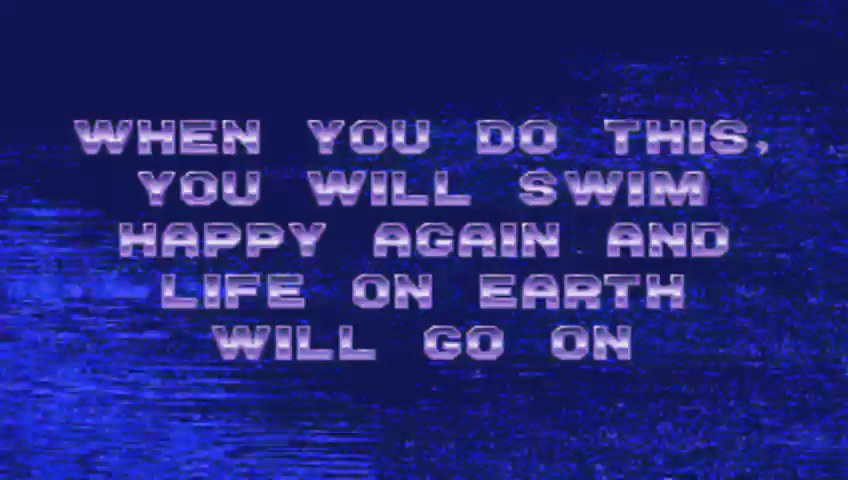 WHEN YOU DO THIS,
YOU WILL SWIM
HAPPY AGAIN AND
LIFE ON EARTH
WILL GO ON